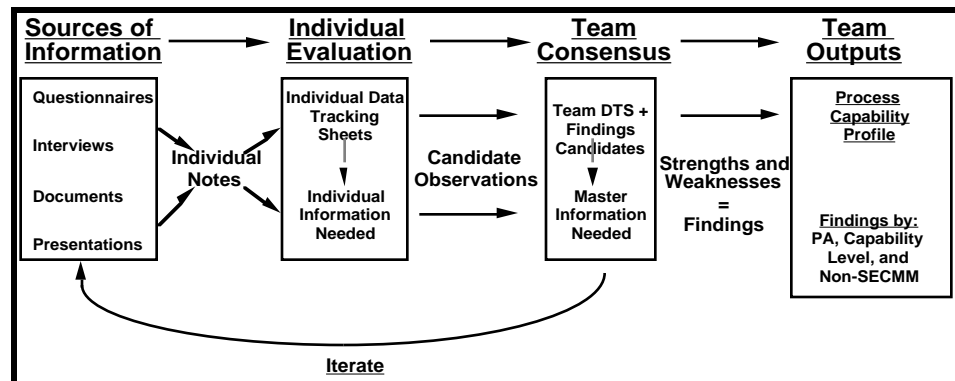 Sources of
Information
Individual
Evaluation
Team
Consensus
Team
Outputs
Questionnaires
Interviews
Documents
Presentations
Individual
Notes
Individual Data
Tracking
Sheets
Individual
Information
Needed
Candidate
Observations
Team DTS +
Findings
Candidates
Master
Information
Needed
Strengths and
Weaknesses
=
Findings
Process
Capability
Profile
Findings by:
PA, Capability
Level, and
Non-SECMM
Iterate